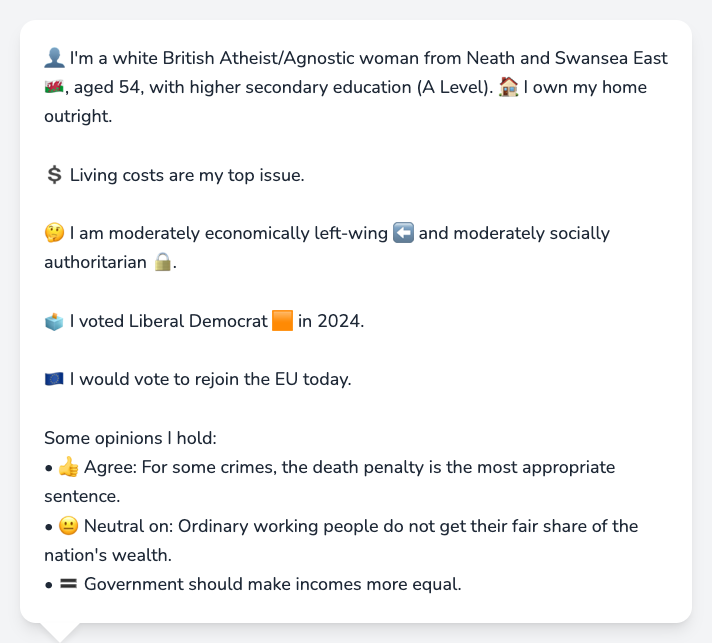 👤 I'm a white British Atheist/Agnostic woman from Neath and Swansea East
🏴󠁧󠁢󠁷󠁬󠁳󠁿, aged 54, with higher secondary education (A Level). 🏠 I own my home
outright.
💲 Living costs are my top issue.
🤔 I am moderately economically left-wing ⬅️ and moderately socially
authoritarian 🔒.
🗳️ I voted Liberal Democrat 🟧 in 2024.
🇪🇺 I would vote to rejoin the EU today.
Some opinions I hold:
• 👍 Agree: For some crimes, the death penalty is the most appropriate
sentence.
• 😐 Neutral on: Ordinary working people do not get their fair share of the
nation's wealth.
• 🟰 Government should make incomes more equal.